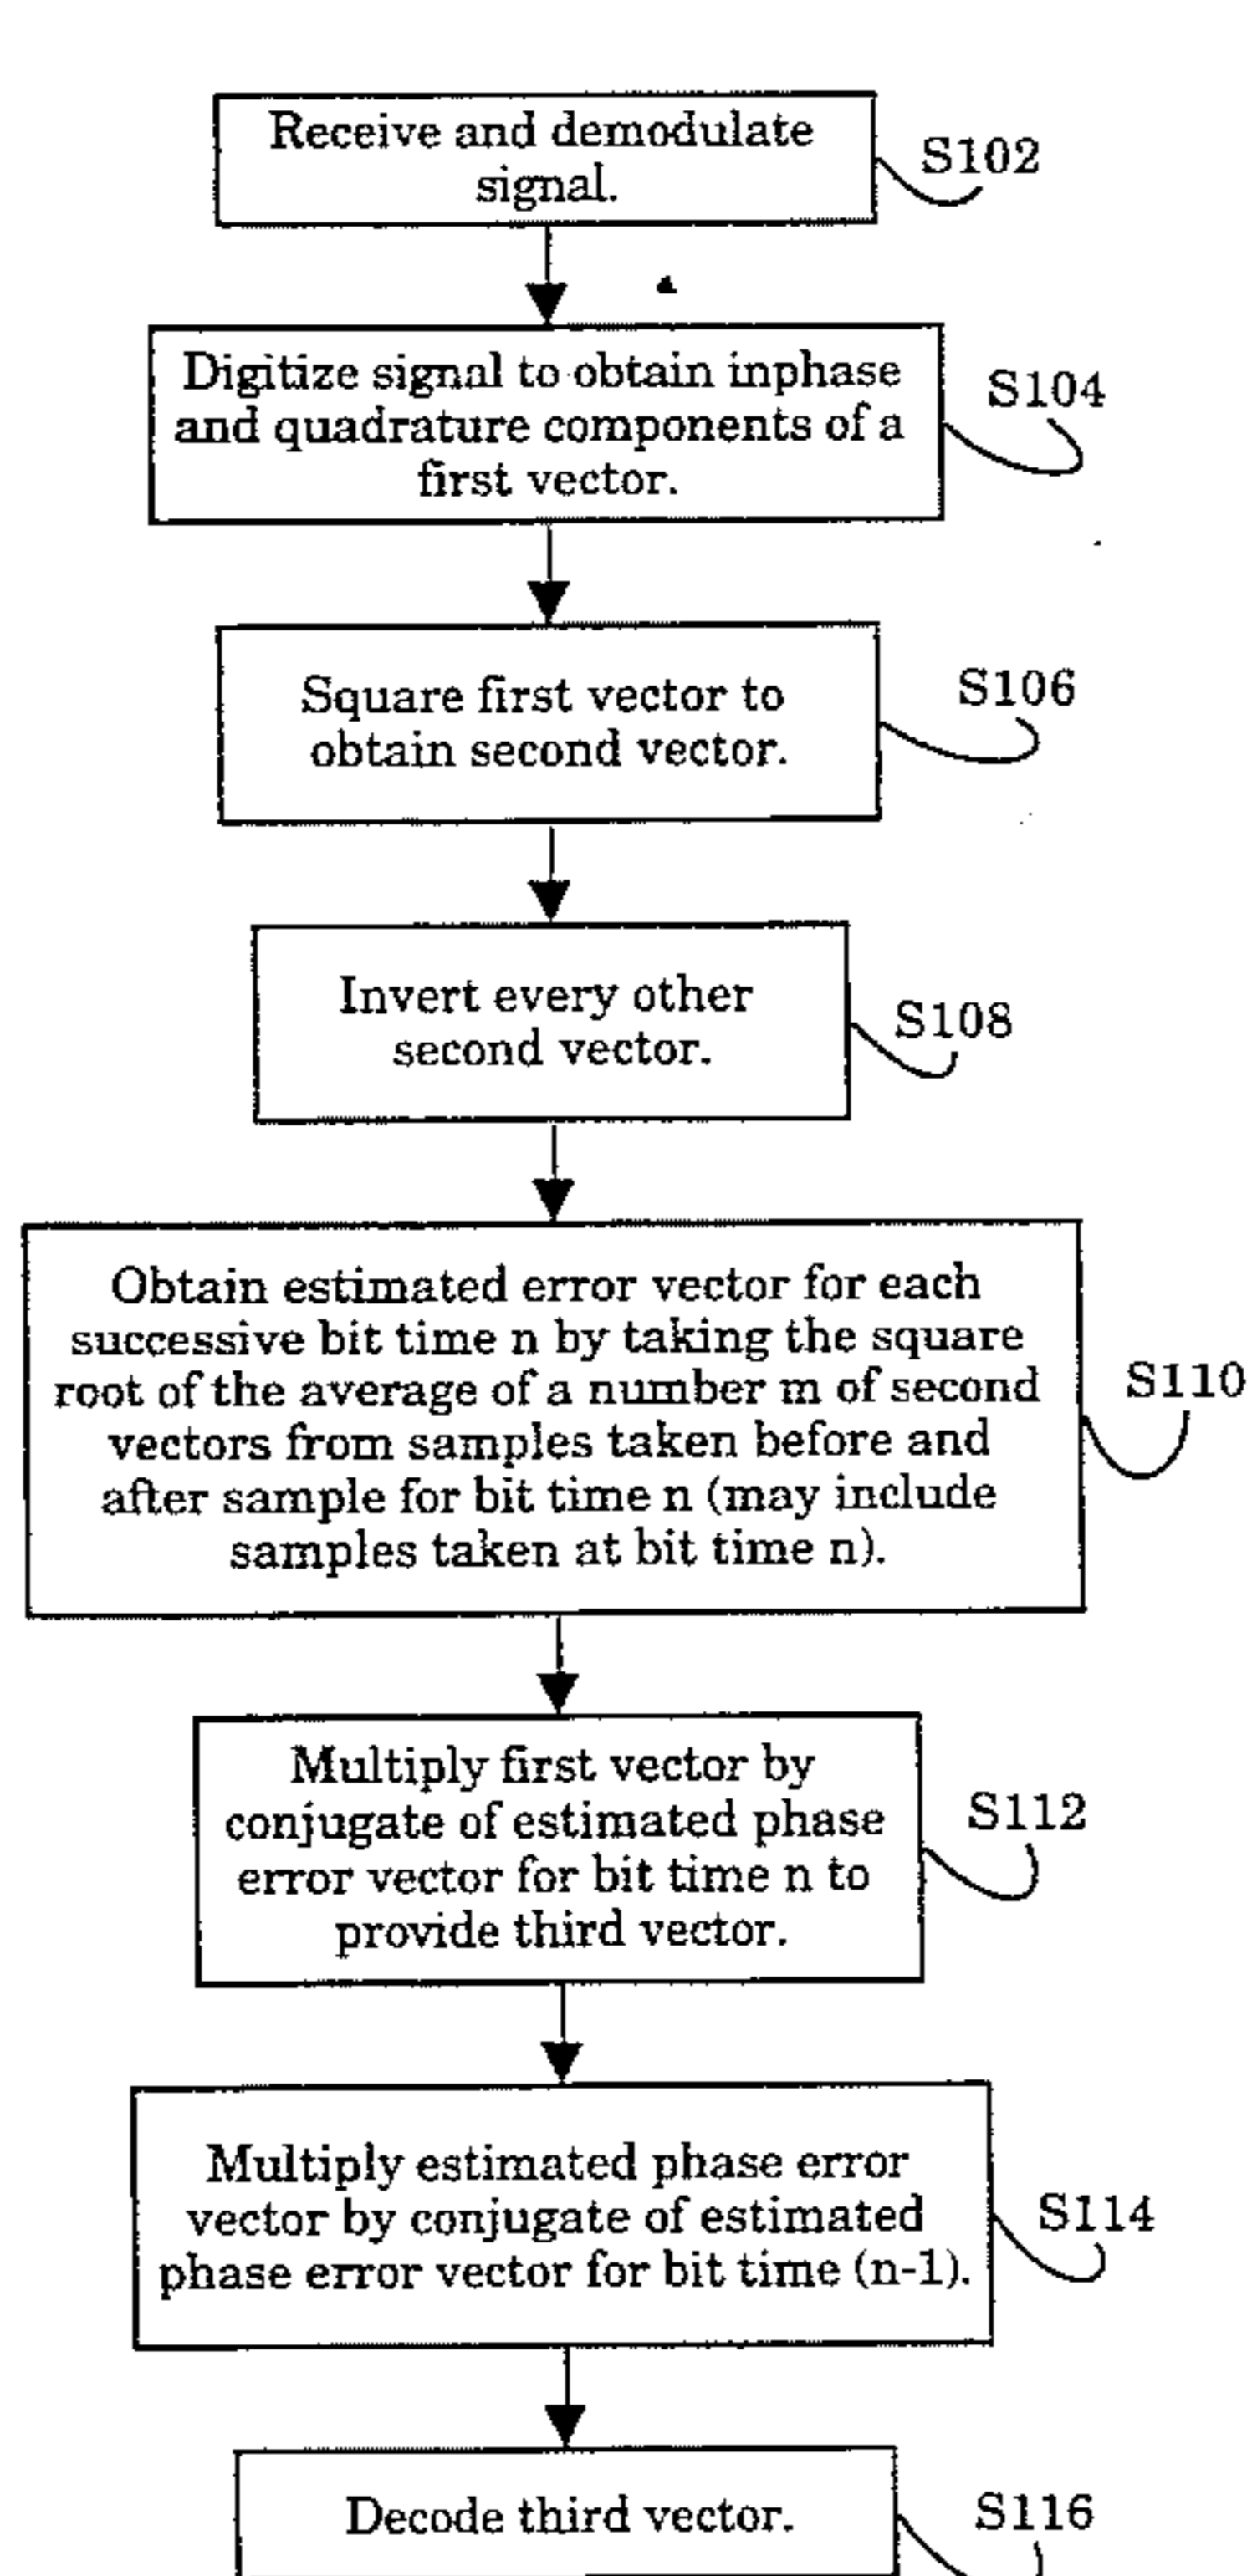 Receive and demodulate
signal.
S102
Digitize signal to obtain inphase
and quadrature components of a
first vector.
S104
Square first vector to
obtain second vector.
S106
Invert every other
second vector.
S108
Obtain estimated error vector for each
successive bit time n by taking the square
root of the average of a number m of second
vectors from samples taken before and
after sample for bit time n (may include
samples taken at bit time n).
S110
Multiply first vector by
conjugate of estimated phase
error vector for bit time n to
provide third vector.
S112
Multiply estimated phase error
vector by conjugate of estimated
phase error vector for bit time (n-1).
S114
Decode third vector.
S116